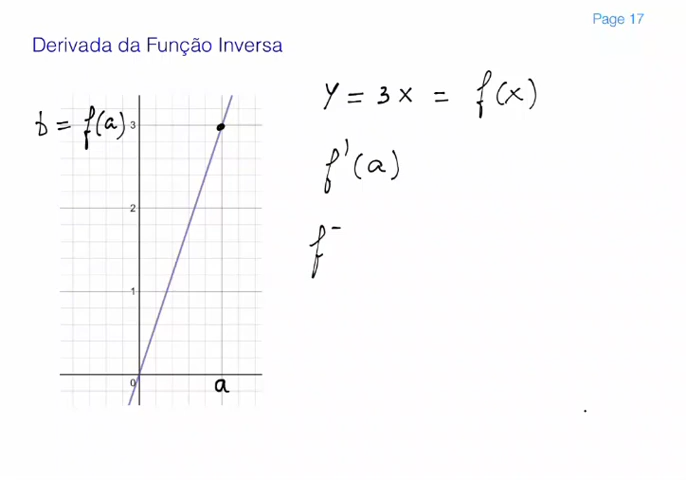 Page 17
Derivada da Função Inversa
y = 3x = f(x)
b = f(a) 3
f'(a)
2
f⁻
1
0
a